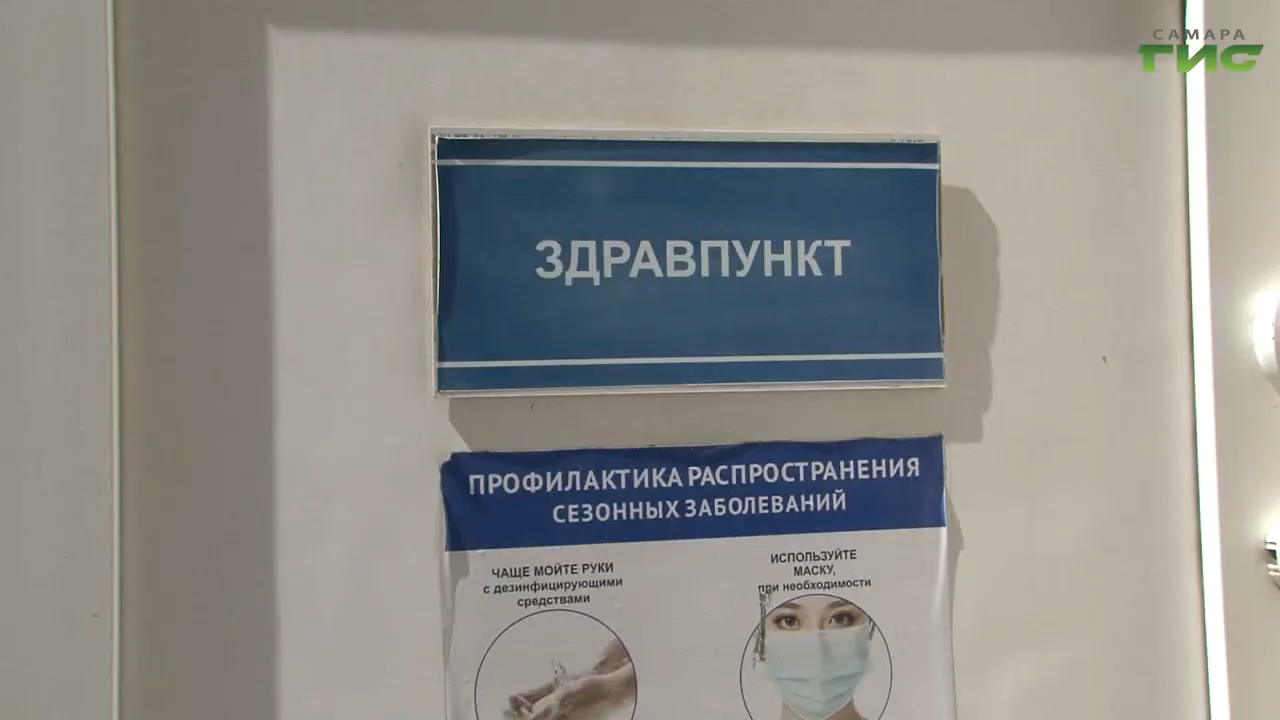 САМАРА
ГИС
ЗДРАВПУНКТ
ПРОФИЛАКТИКА РАСПРОСТРАНЕНИЯ
СЕЗОННЫХ ЗАБОЛЕВАНИЙ
ЧАЩЕ МОЙТЕ РУКИ
с дезинфицирующими
средствами
ИСПОЛЬЗУЙТЕ
МАСКУ,
при необходимости